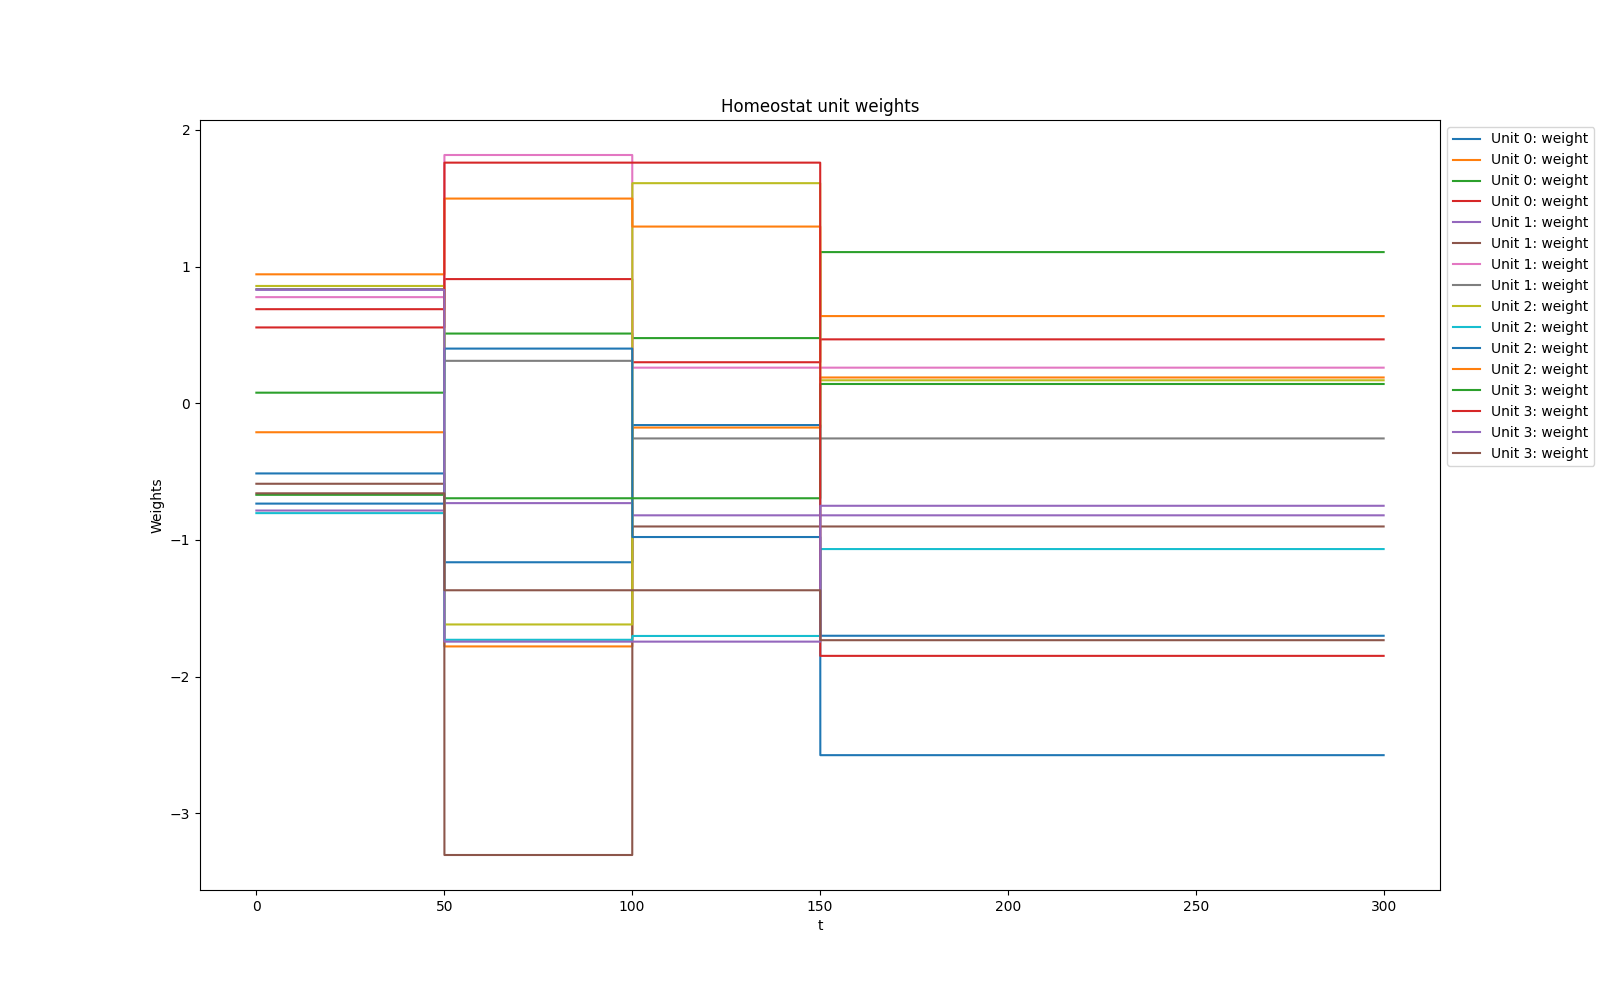 Homeostat unit weights
2
1
0
−1
−2
−3
Weights
0
50
100
150
200
250
300
t
Unit 0: weight
Unit 0: weight
Unit 0: weight
Unit 0: weight
Unit 1: weight
Unit 1: weight
Unit 1: weight
Unit 1: weight
Unit 2: weight
Unit 2: weight
Unit 2: weight
Unit 2: weight
Unit 3: weight
Unit 3: weight
Unit 3: weight
Unit 3: weight